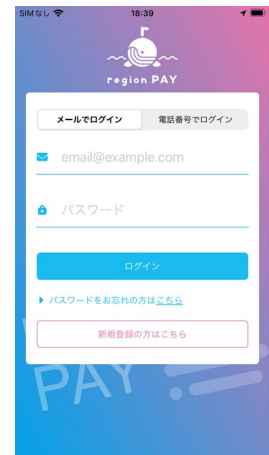 SIMなし 18:39
region PAY
メールでログイン 電話番号でログイン
email@example.com
パスワード
ログイン
パスワードをお忘れの方はこちら
新規登録の方はこちら
PAY